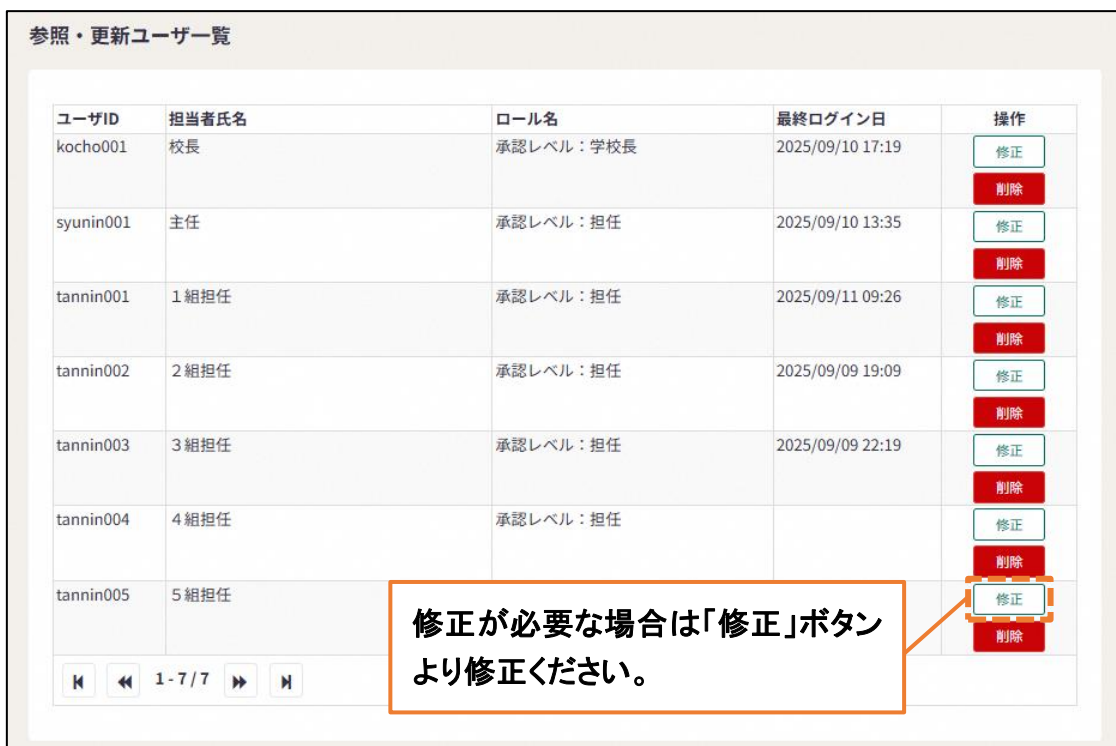 参照・更新ユーザ一覧
ユーザID 担当者氏名 ロール名 最終ログイン日 操作
kocho001 校長 承認レベル：学校長 2025/09/10 17:19 修正
削除
syunin001 主任 承認レベル：担任 2025/09/10 13:35 修正
削除
tannin001 １組担任 承認レベル：担任 2025/09/11 09:26 修正
削除
tannin002 ２組担任 承認レベル：担任 2025/09/09 19:09 修正
削除
tannin003 ３組担任 承認レベル：担任 2025/09/09 22:19 修正
削除
tannin004 ４組担任 承認レベル：担任 修正
削除
tannin005 ５組担任 修正
削除
修正が必要な場合は「修正」ボタン
より修正ください。
1 - 7 / 7